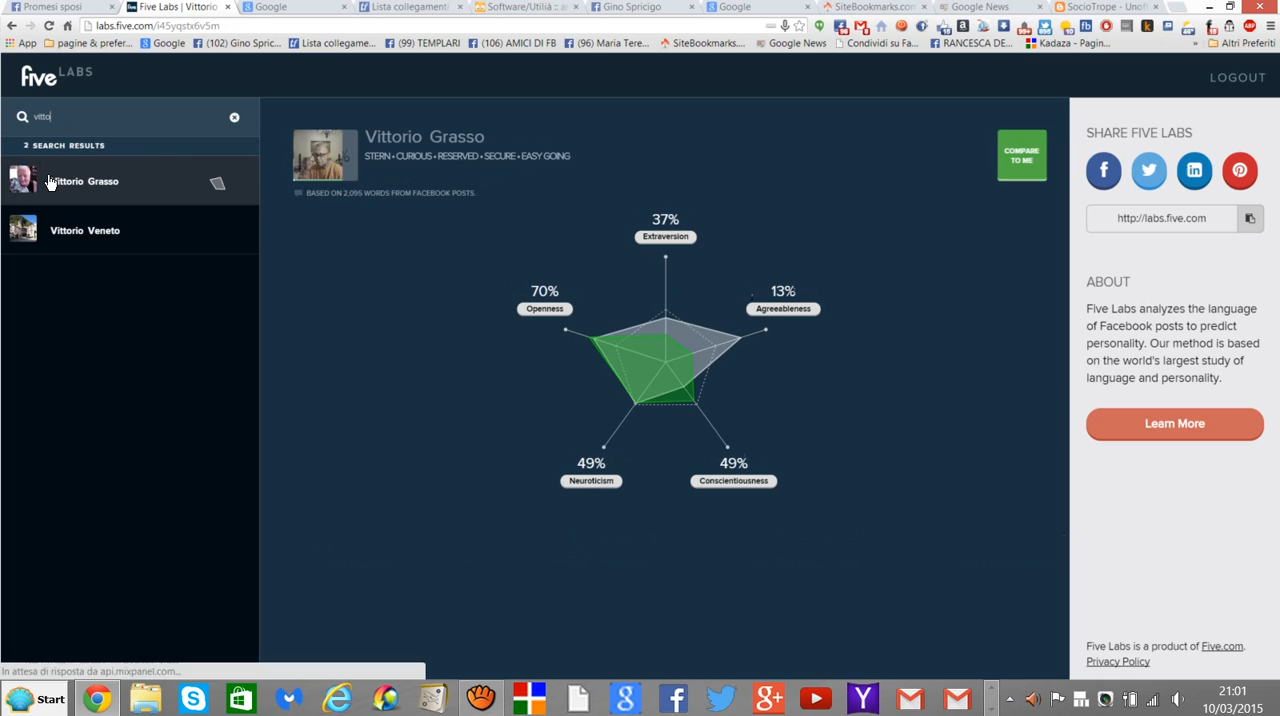 Promesi sposi
Five Labs | Vittorio
Google
Lista collegamenti
Software/Utilià :: an
Google
Gino Spricigo
SiteBookmarks.com
Google News
SocioTrope - Unof
labs.five.com/i45yqstx6v5m
App
pagine & prefer...
Google
(102) Gino Spric...
Lista collegame...
(99) TEMPLARI
(106) AMICI DI FB
(96) Maria Tere...
SiteBookmarks....
Google News
Condividi su Fa...
RANCESCA DE...
Kadaza - Pagin...
»
Altri Preferiti
five LABS
LOGOUT
vitto
2 SEARCH RESULTS
Vittorio Grasso
Vittorio Veneto
Vittorio Grasso
STERN • CURIOUS • RESERVED • SECURE • EASY GOING
BASED ON 2,095 WORDS FROM FACEBOOK POSTS.
COMPARE
TO ME
37%
Extraversion
70%
Openness
13%
Agreeableness
49%
Neuroticism
49%
Conscientiousness
SHARE FIVE LABS
http://labs.five.com
ABOUT
Five Labs analyzes the language
of Facebook posts to predict
personality. Our method is based
on the world's largest study of
language and personality.
Learn More
Five Labs is a product of Five.com.
Privacy Policy
In attesa di risposta da api.mixpanel.com...
Start
21:01
10/03/2015